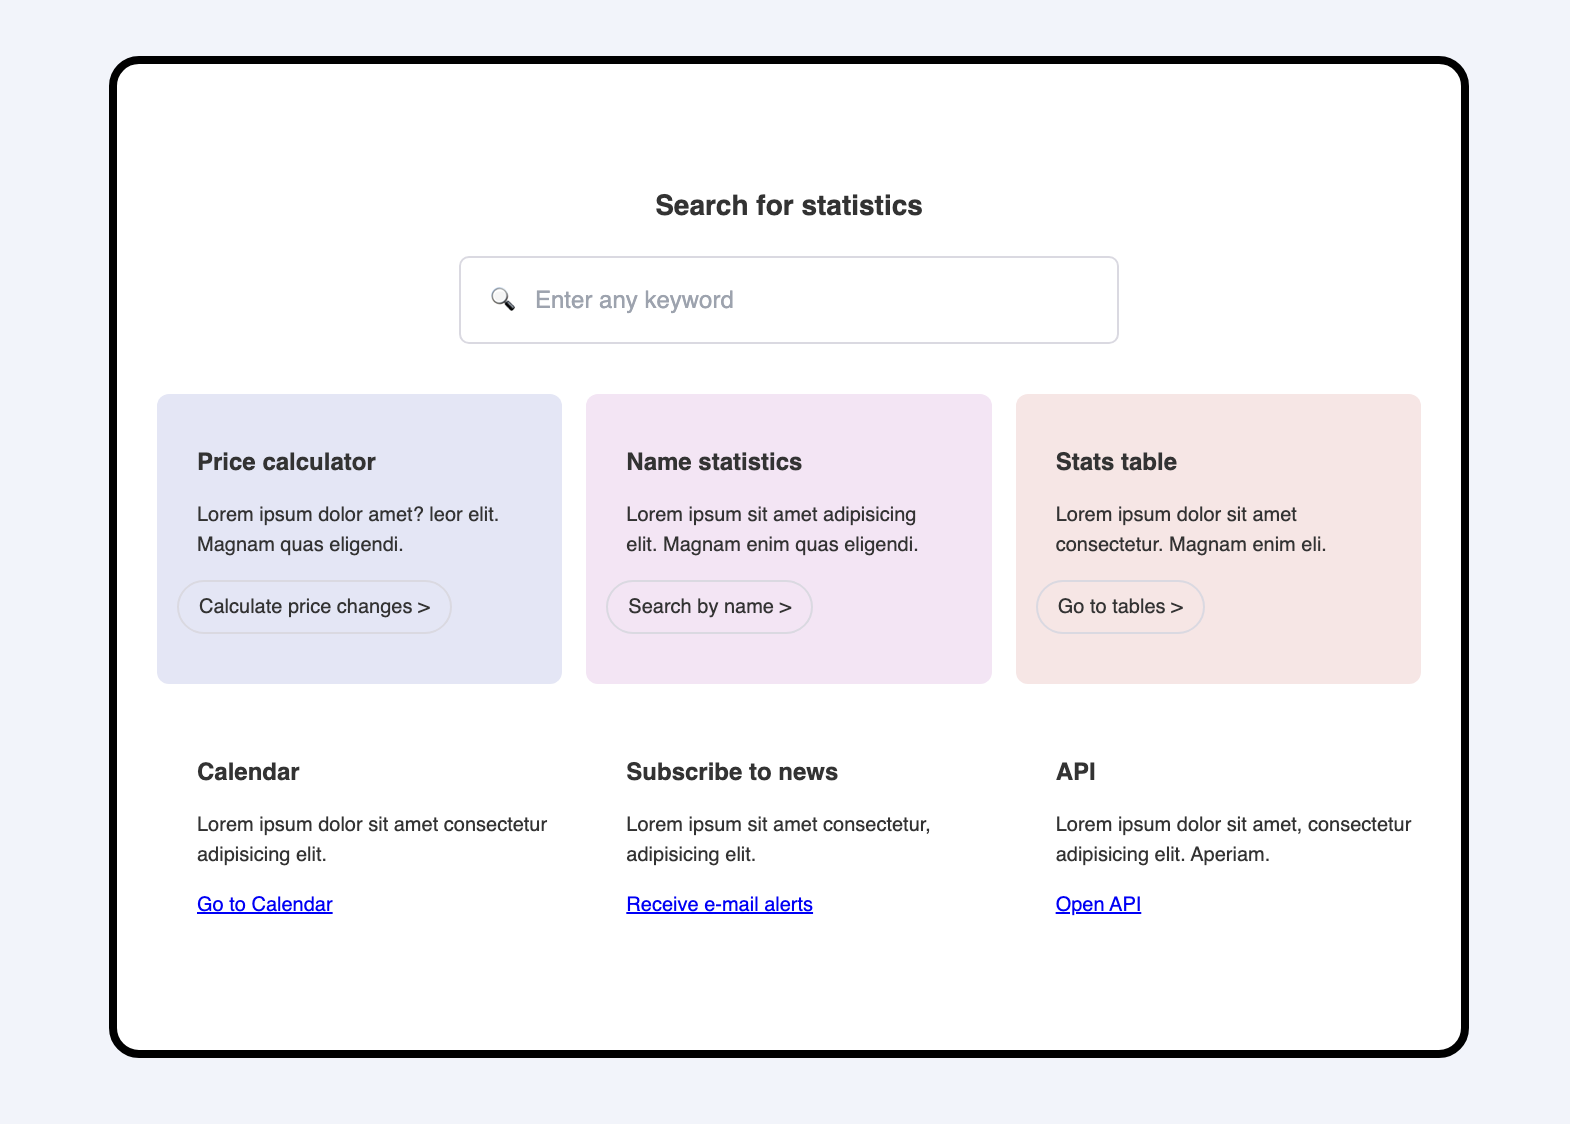 Search for statistics
Enter any keyword
Price calculator
Lorem ipsum dolor amet? leor elit.
Magnam quas eligendi.
Calculate price changes >
Name statistics
Lorem ipsum sit amet adipisicing
elit. Magnam enim quas eligendi.
Search by name >
Stats table
Lorem ipsum dolor sit amet
consectetur. Magnam enim eli.
Go to tables >
Calendar
Lorem ipsum dolor sit amet consectetur
adipisicing elit.
Go to Calendar
Subscribe to news
Lorem ipsum sit amet consectetur,
adipisicing elit.
Receive e-mail alerts
API
Lorem ipsum dolor sit amet, consectetur
adipisicing elit. Aperiam.
Open API